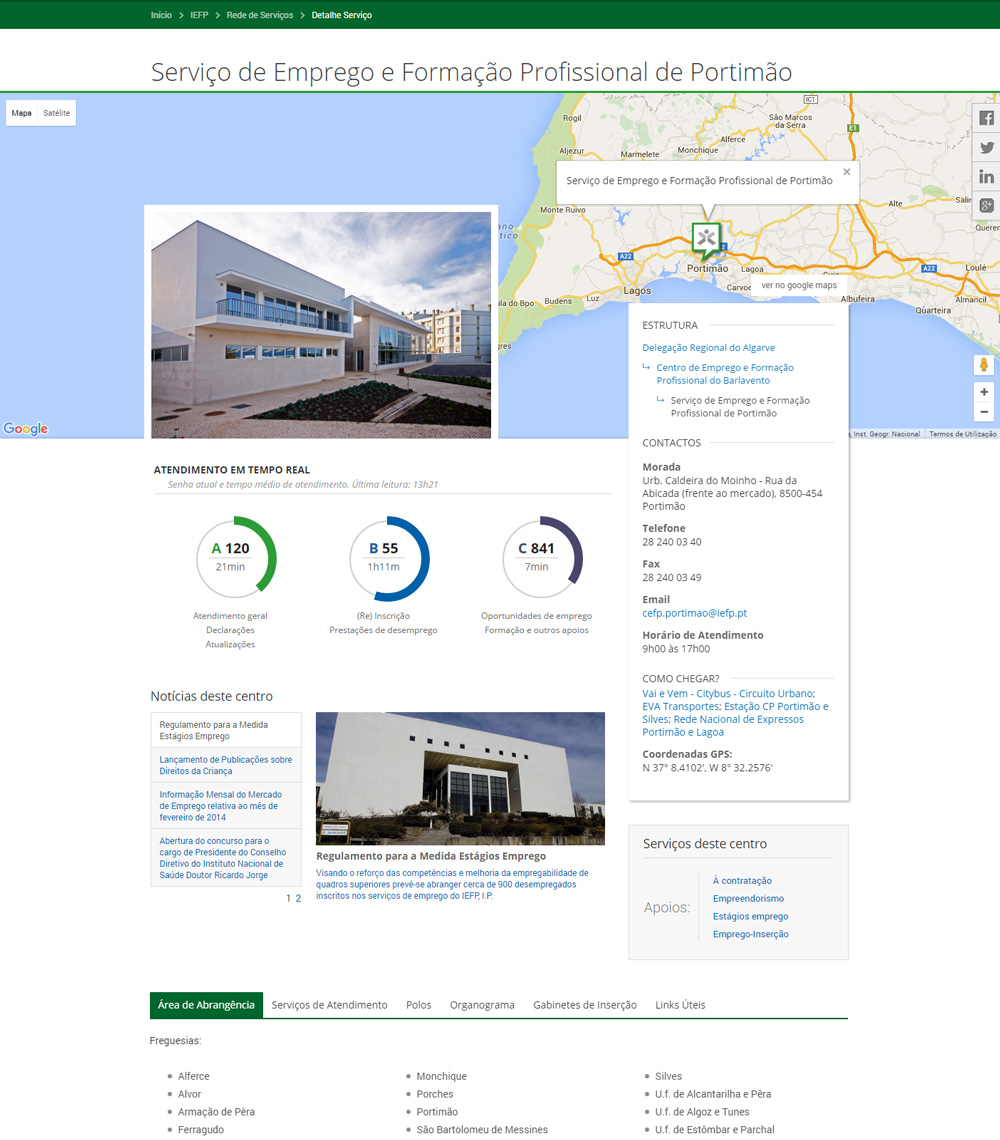 Início > IEFP > Rede de Serviços > Detalhe Serviço
Serviço de Emprego e Formação Profissional de Portimão
Mapa Satélite
IC1
Rogil
São Marcos
da Serra
E1
Alferce
Aljezur
Marmelete
Monchique
Serviço de Emprego e Formação Profissional de Portimão
Alte
Monte Ruivo
A22
2
A22
Portimão
Lagoa
Loulé
ver no google maps
Lagos
Budens
Luz
Albufeira
Almancil
Quarteira
Google
Inst. Geogr. Nacional Termos de Utilização
ESTRUTURA
Delegação Regional do Algarve
Centro de Emprego e Formação
Profissional do Barlavento
Serviço de Emprego e Formação
Profissional de Portimão
CONTACTOS
Morada
Urb. Caldeira do Moinho - Rua da
Abicada (frente ao mercado), 8500-454
Portimão
Telefone
28 240 03 40
Fax
28 240 03 49
Email
cefp.portimao@iefp.pt
Horário de Atendimento
9h00 às 17h00
COMO CHEGAR?
Vai e Vem - Citybus - Circuito Urbano;
EVA Transportes; Estação CP Portimão e
Silves; Rede Nacional de Expressos
Portimão e Lagoa
Coordenadas GPS:
N 37° 8.4102', W 8° 32.2576'
ATENDIMENTO EM TEMPO REAL
Senha atual e tempo médio de atendimento. Última leitura: 13h21
A 120
21min
Atendimento geral
Declarações
Atualizações
B 55
1h11m
(Re) Inscrição
Prestações de desemprego
C 841
7min
Oportunidades de emprego
Formação e outros apoios
Notícias deste centro
Regulamento para a Medida
Estágios Emprego
Lançamento de Publicações sobre
Direitos da Criança
Informação Mensal do Mercado
de Emprego relativa ao mês de
fevereiro de 2014
Abertura do concurso para o
cargo de Presidente do Conselho
Diretivo do Instituto Nacional de
Saúde Doutor Ricardo Jorge
1 2
Regulamento para a Medida Estágios Emprego
Visando o reforço das competências e melhoria da empregabilidade de
quadros superiores prevê-se abranger cerca de 900 desempregados
inscritos nos serviços de emprego do IEFP, I.P.
Serviços deste centro
Apoios:
À contratação
Empreendorismo
Estágios emprego
Emprego-Inserção
Área de Abrangência Serviços de Atendimento Polos Organograma Gabinetes de Inserção Links Úteis
Freguesias:
Alferce
Alvor
Armação de Pêra
Ferragudo
Monchique
Porches
Portimão
São Bartolomeu de Messines
Silves
U.f. de Alcantarilha e Pêra
U.f. de Algoz e Tunes
U.f. de Estômbar e Parchal